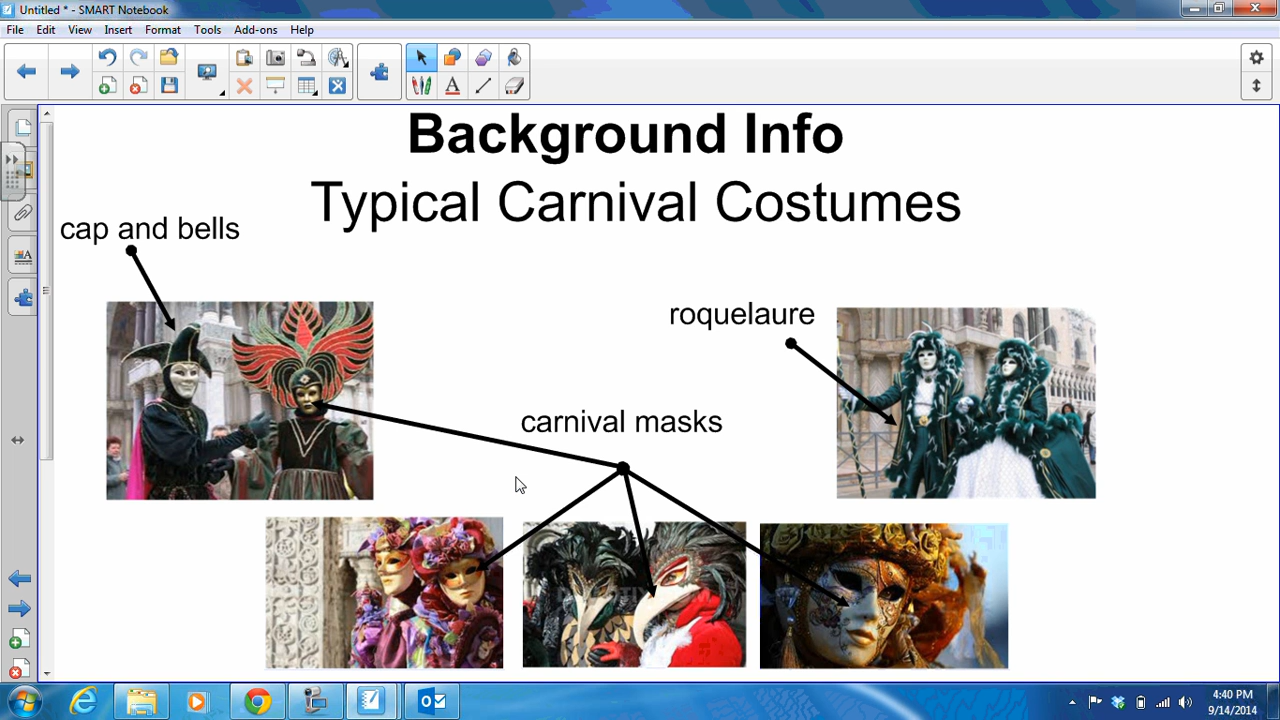 Untitled * - SMART Notebook
File Edit View Insert Format Tools Add-ons Help
Background Info
Typical Carnival Costumes
cap and bells
roquelaure
carnival masks
4:40 PM
9/14/2014